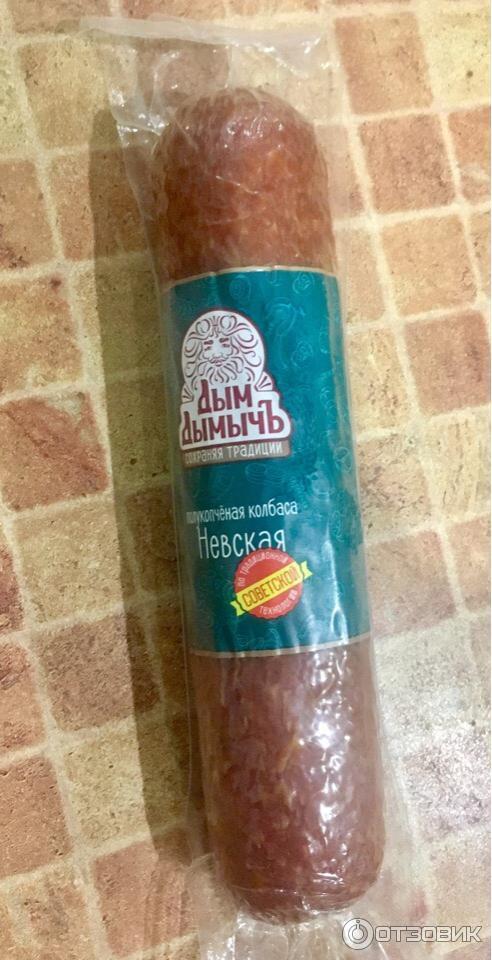 Дым
ДымычЪ
СОХРАНЯЯ ТРАДИЦИИ
полукопчёная колбаса
Невская
ПО ТРАДИЦИОННОЙ
СОВЕТСКОЙ
ТЕХНОЛОГИИ
ОТЗОВИК